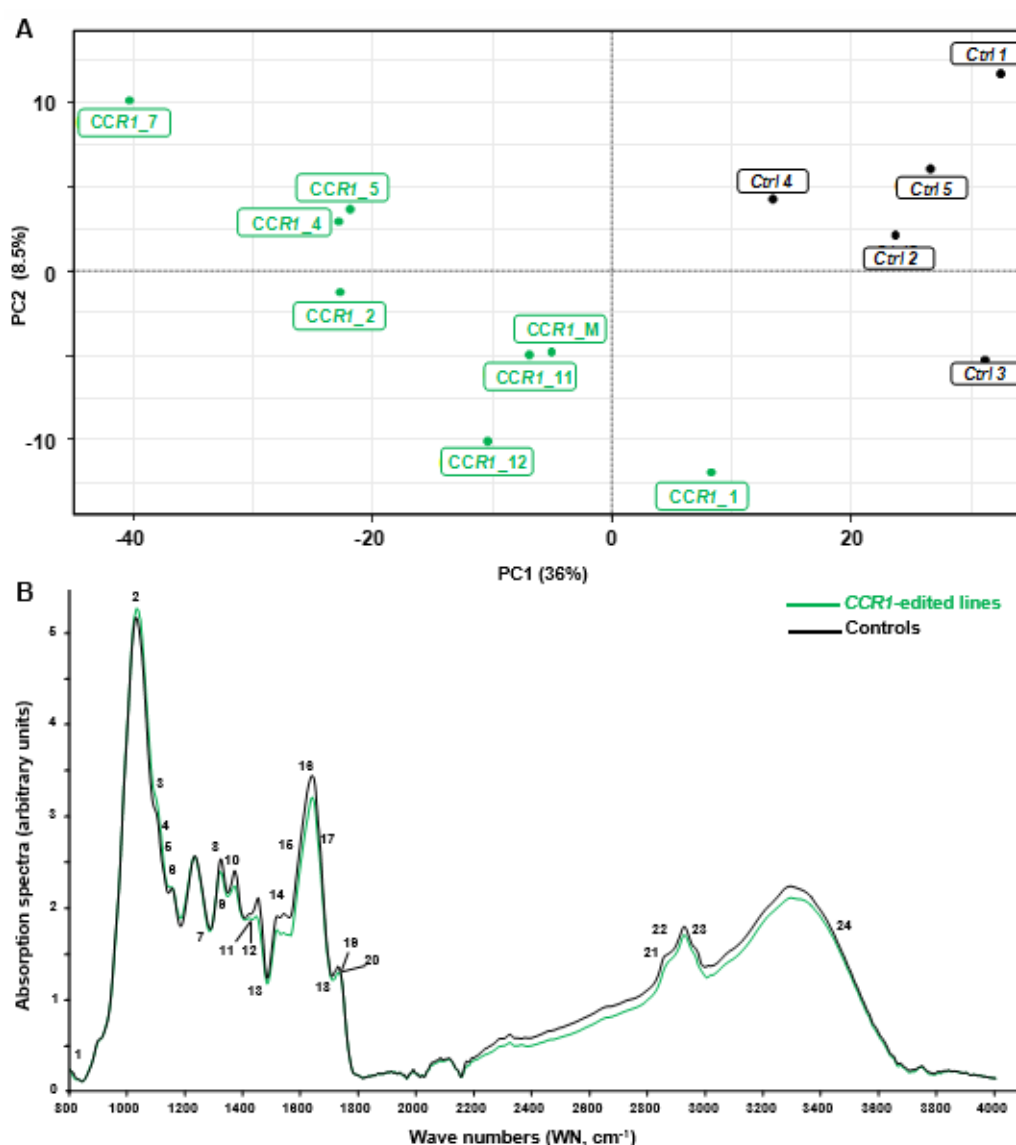 A
Ctrl 1
10
CCR1_7
CCR1_5
Ctrl 4
Ctrl 5
CCR1_4
Ctrl 2
0
PC2 (8.5%)
CCR1_2
CCR1_M
CCR1_11
Ctrl 3
-10
CCR1_12
CCR1_1
-40
-20
0
20
PC1 (36%)
B
2
CCR1-edited lines
Controls
5
4
3
2
1
0
Absorption spectra (arbitrary units)
3
4
5
6
7
8
9
10
11
12
13
14
15
16
17
18
19
20
21
22
23
24
1
800 1000 1200 1400 1600 1800 2000 2200 2400 2600 2800 3000 3200 3400 3600 3800 4000
Wave numbers (WN, cm⁻¹)